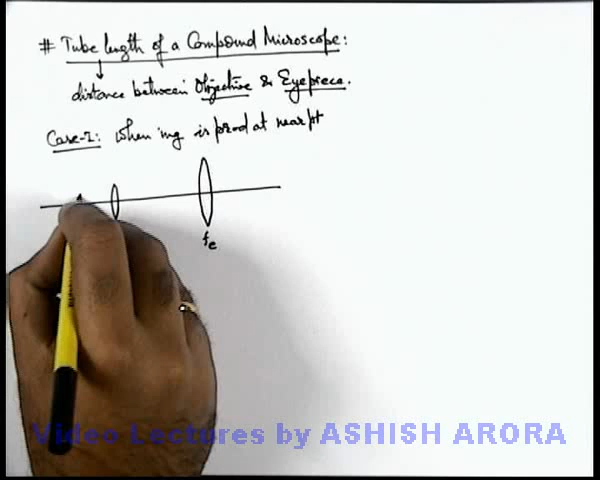 # Tube length of a Compound Microscope:
distance between Objective & Eyepiece.
Case-I: when img is prod at near pt
fe
Video Lectures by ASHISH ARORA